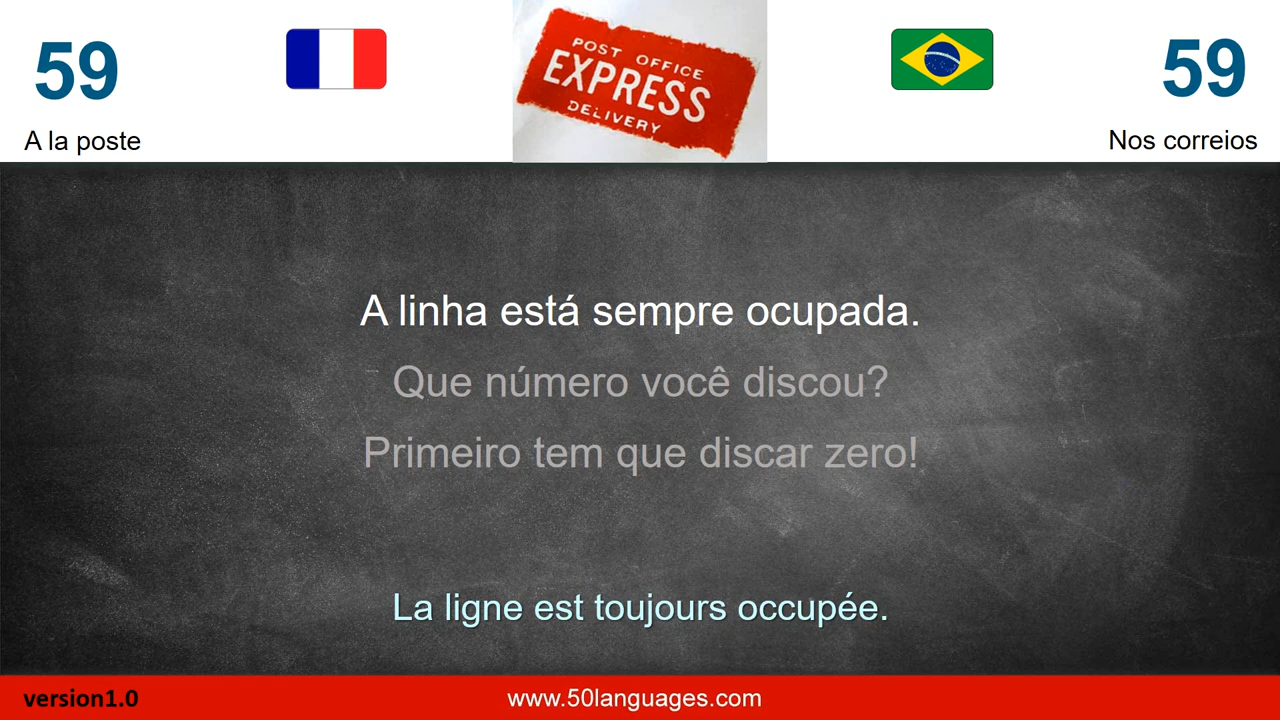 59
A la poste
POST OFFICE
EXPRESS
DELIVERY
59
Nos correios
A linha está sempre ocupada.
Que número você discou?
Primeiro tem que discar zero!
La ligne est toujours occupée.
version1.0
www.50languages.com